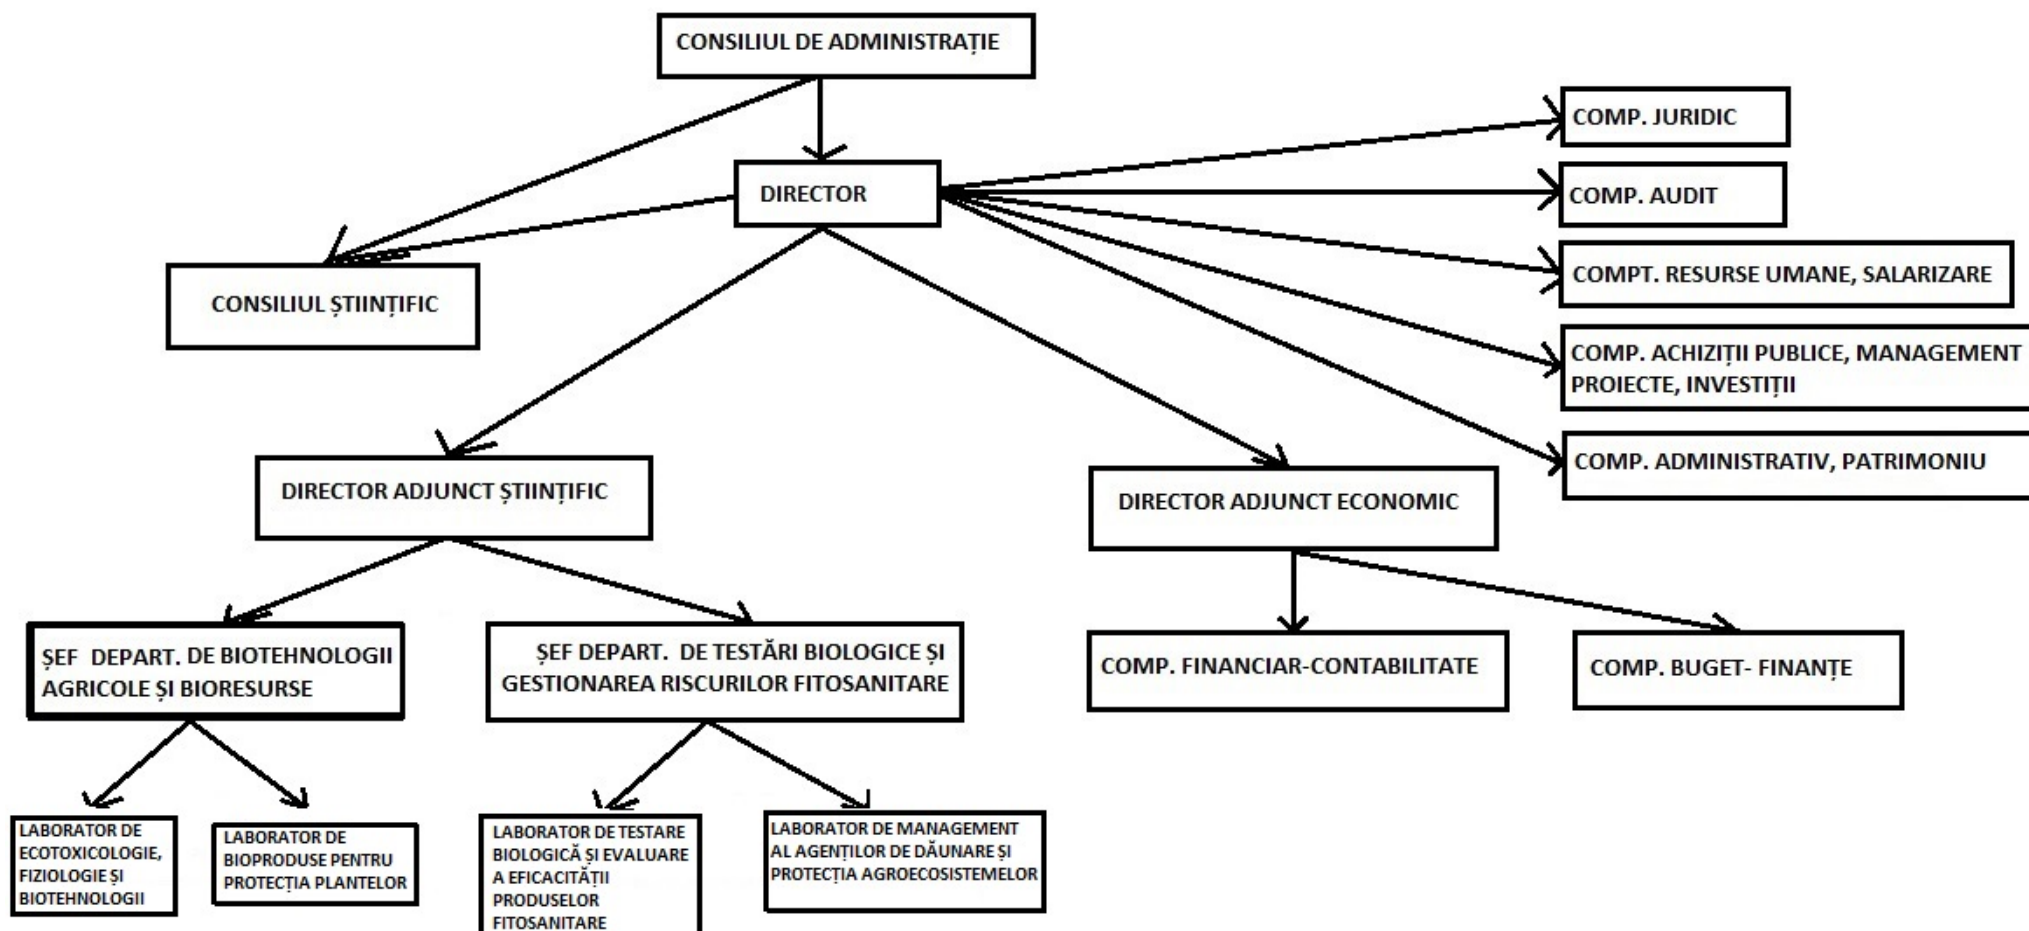 CONSILIUL DE ADMINISTRAȚIE
COMP. JURIDIC
DIRECTOR
COMP. AUDIT
COMPT. RESURSE UMANE, SALARIZARE
CONSILIUL ȘTIINȚIFIC
COMP. ACHIZIȚII PUBLICE, MANAGEMENT
PROIECTE, INVESTIȚII
COMP. ADMINISTRATIV, PATRIMONIU
DIRECTOR ADJUNCT ȘTIINȚIFIC
DIRECTOR ADJUNCT ECONOMIC
ȘEF DEPART. DE BIOTEHNOLOGII
AGRICOLE ȘI BIORESURSE
ȘEF DEPART. DE TESTĂRI BIOLOGICE ȘI
GESTIONAREA RISCURILOR FITOSANITARE
COMP. FINANCIAR-CONTABILITATE
COMP. BUGET- FINANȚE
LABORATOR DE
ECOTOXICOLOGIE,
FIZIOLOGIE ȘI
BIOTEHNOLOGII
LABORATOR DE
BIOPRODUSE PENTRU
PROTECȚIA PLANTELOR
LABORATOR DE TESTARE
BIOLOGICĂ ȘI EVALUARE
A EFICACITĂȚII
PRODUSELOR
FITOSANITARE
LABORATOR DE MANAGEMENT
AL AGENȚILOR DE DĂUNARE ȘI
PROTECȚIA AGROECOSISTEMELOR